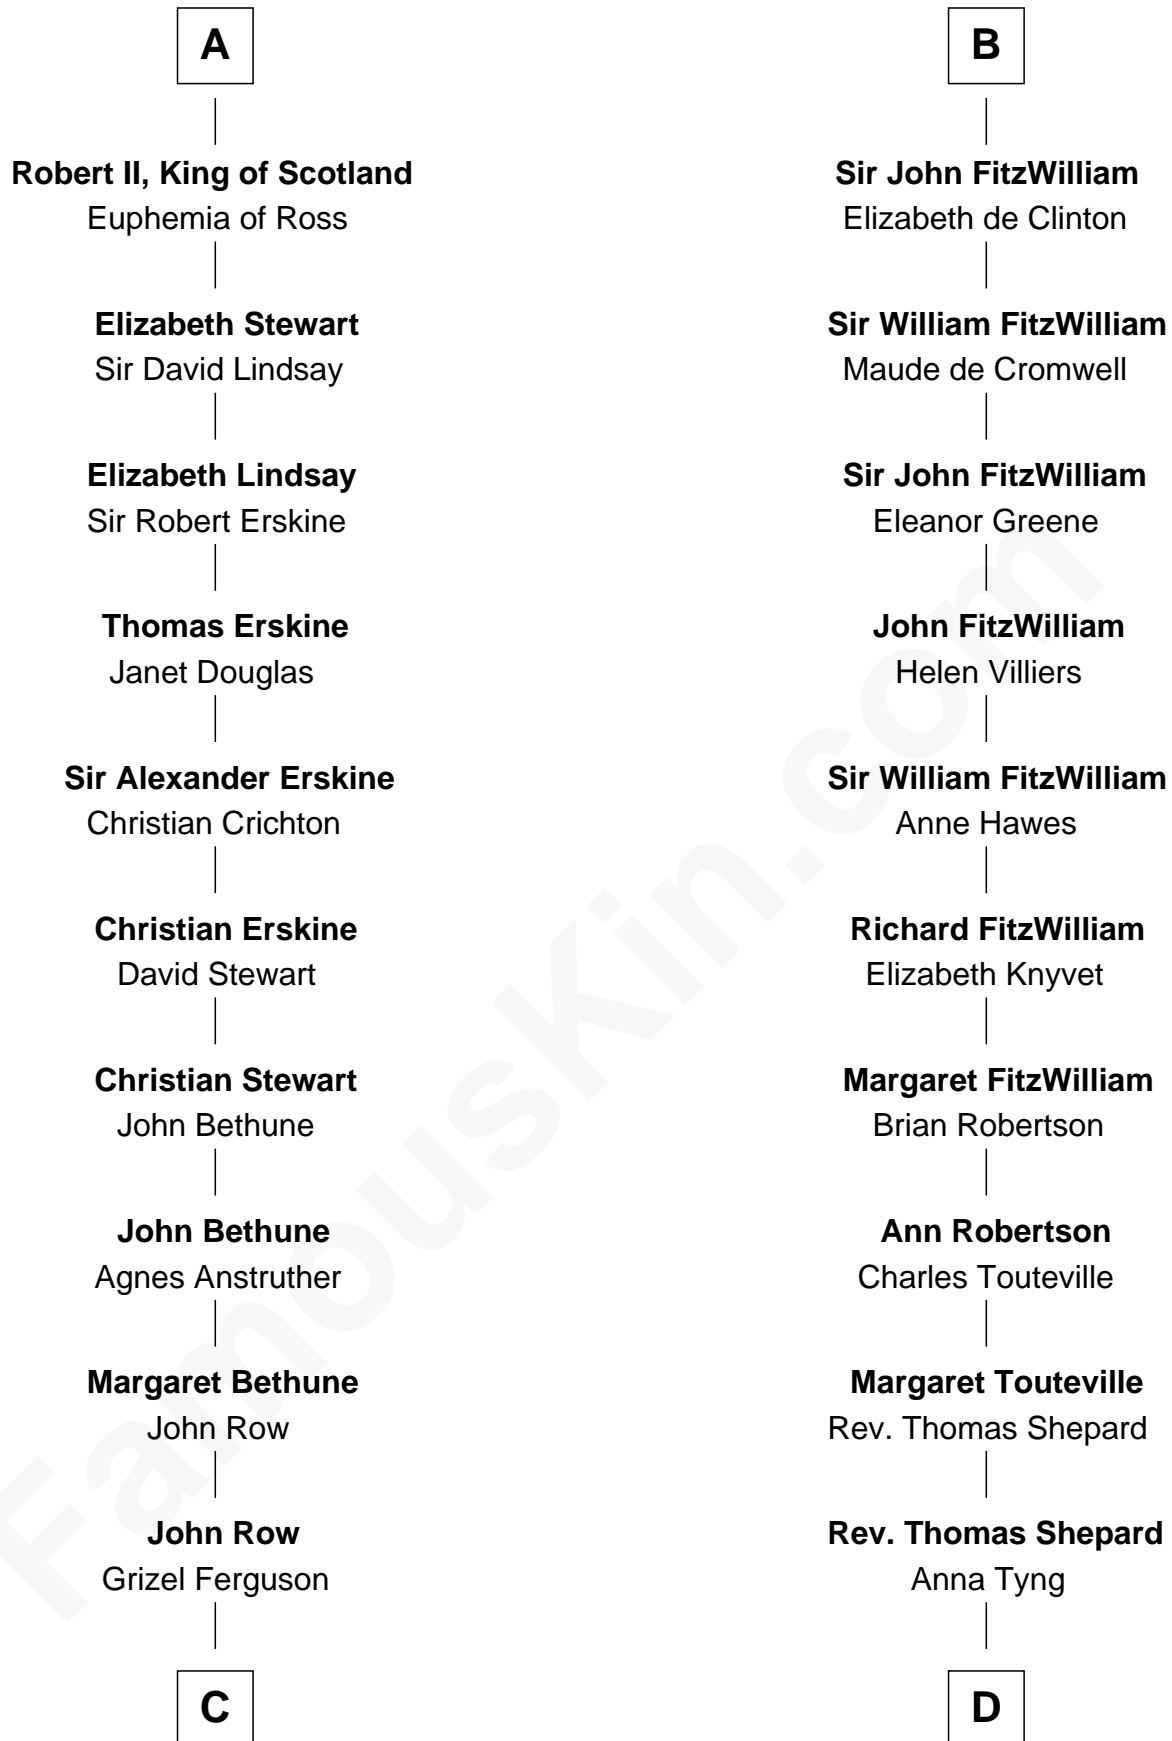 A
Robert II, King of Scotland
Euphemia of Ross
Elizabeth Stewart
Sir David Lindsay
Elizabeth Lindsay
Sir Robert Erskine
Thomas Erskine
Janet Douglas
Sir Alexander Erskine
Christian Crichton
Christian Erskine
David Stewart
Christian Stewart
John Bethune
John Bethune
Agnes Anstruther
Margaret Bethune
John Row
John Row
Grizel Ferguson
C
B
Sir John FitzWilliam
Elizabeth de Clinton
Sir William FitzWilliam
Maude de Cromwell
Sir John FitzWilliam
Eleanor Greene
John FitzWilliam
Helen Villiers
Sir William FitzWilliam
Anne Hawes
Richard FitzWilliam
Elizabeth Knyvet
Margaret FitzWilliam
Brian Robertson
Ann Robertson
Charles Touteville
Margaret Touteville
Rev. Thomas Shepard
Rev. Thomas Shepard
Anna Tyng
D
FamousKin.com